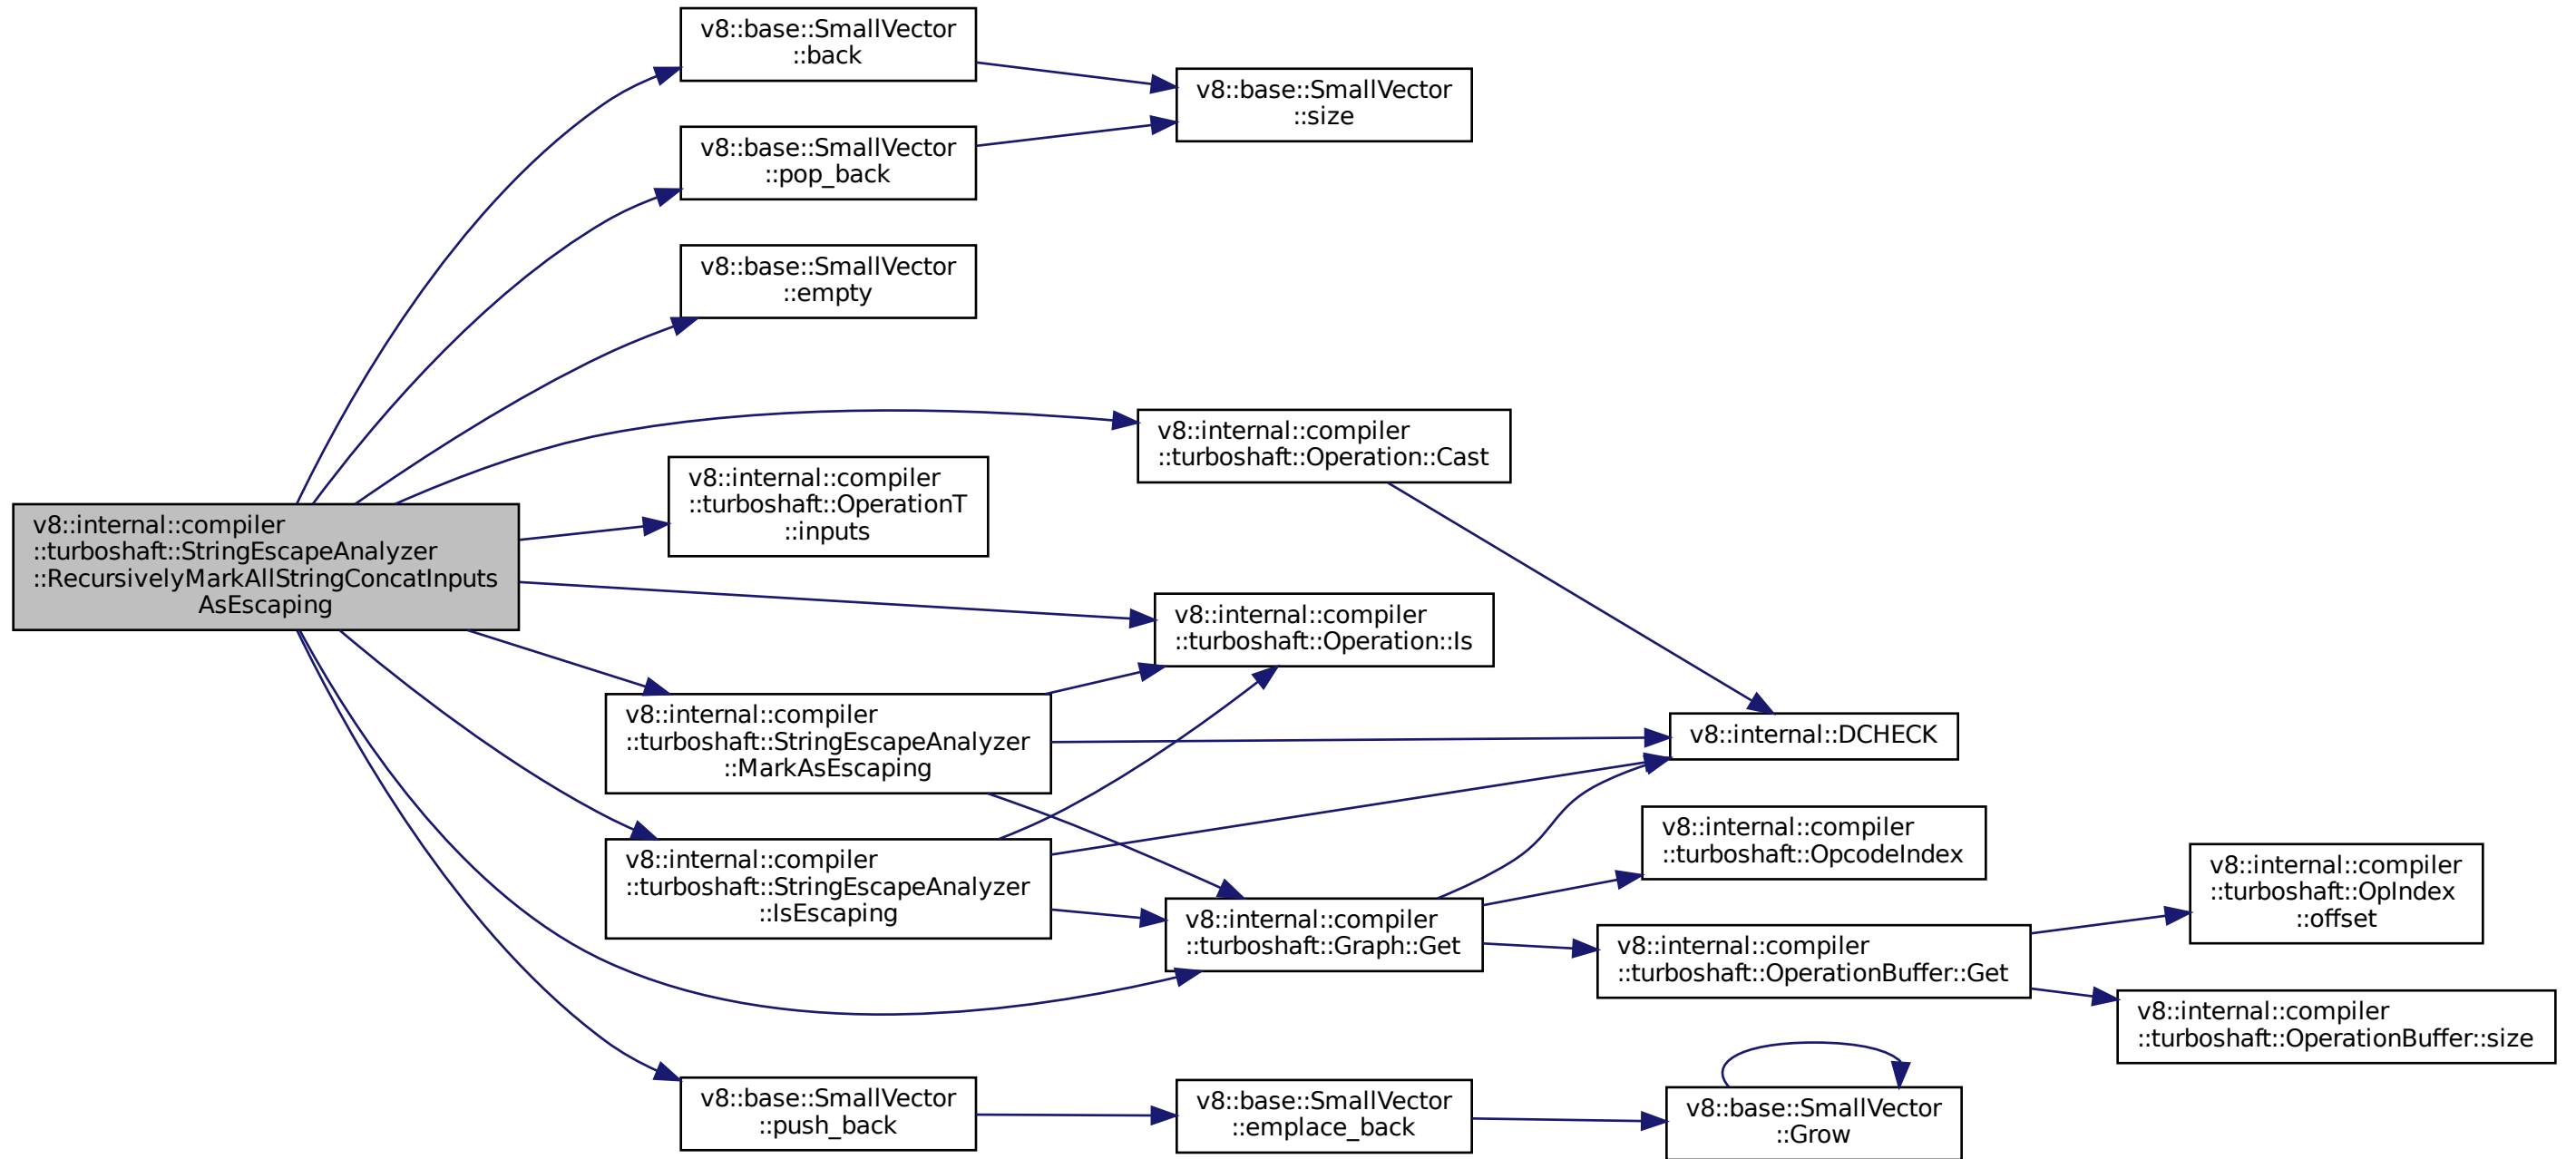 v8::internal::compiler
::turboshaft::StringEscapeAnalyzer
::RecursivelyMarkAllStringConcatInputs
AsEscaping
v8::base::SmallVector
::back
v8::base::SmallVector
::size
v8::base::SmallVector
::pop_back
v8::base::SmallVector
::empty
v8::internal::compiler
::turboshaft::Operation::Cast
v8::internal::compiler
::turboshaft::OperationT
::inputs
v8::internal::compiler
::turboshaft::Operation::Is
v8::internal::compiler
::turboshaft::StringEscapeAnalyzer
::MarkAsEscaping
v8::internal::DCHECK
v8::internal::compiler
::turboshaft::StringEscapeAnalyzer
::IsEscaping
v8::internal::compiler
::turboshaft::OpcodeIndex
v8::internal::compiler
::turboshaft::Graph::Get
v8::internal::compiler
::turboshaft::OperationBuffer::Get
v8::internal::compiler
::turboshaft::OpIndex
::offset
v8::internal::compiler
::turboshaft::OperationBuffer::size
v8::base::SmallVector
::push_back
v8::base::SmallVector
::emplace_back
v8::base::SmallVector
::Grow